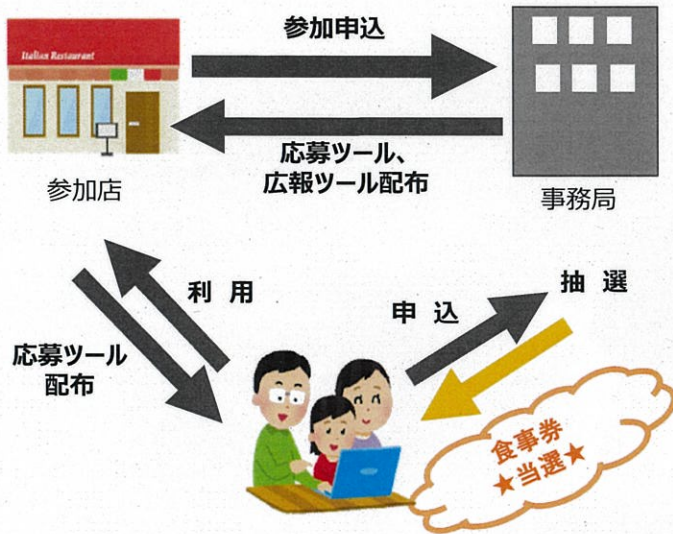 参加申込
Italian Restaurant
応募ツール、
広報ツール配布
参加店
事務局
利用
抽選
申込
応募ツール
配布
食事券
★当選★